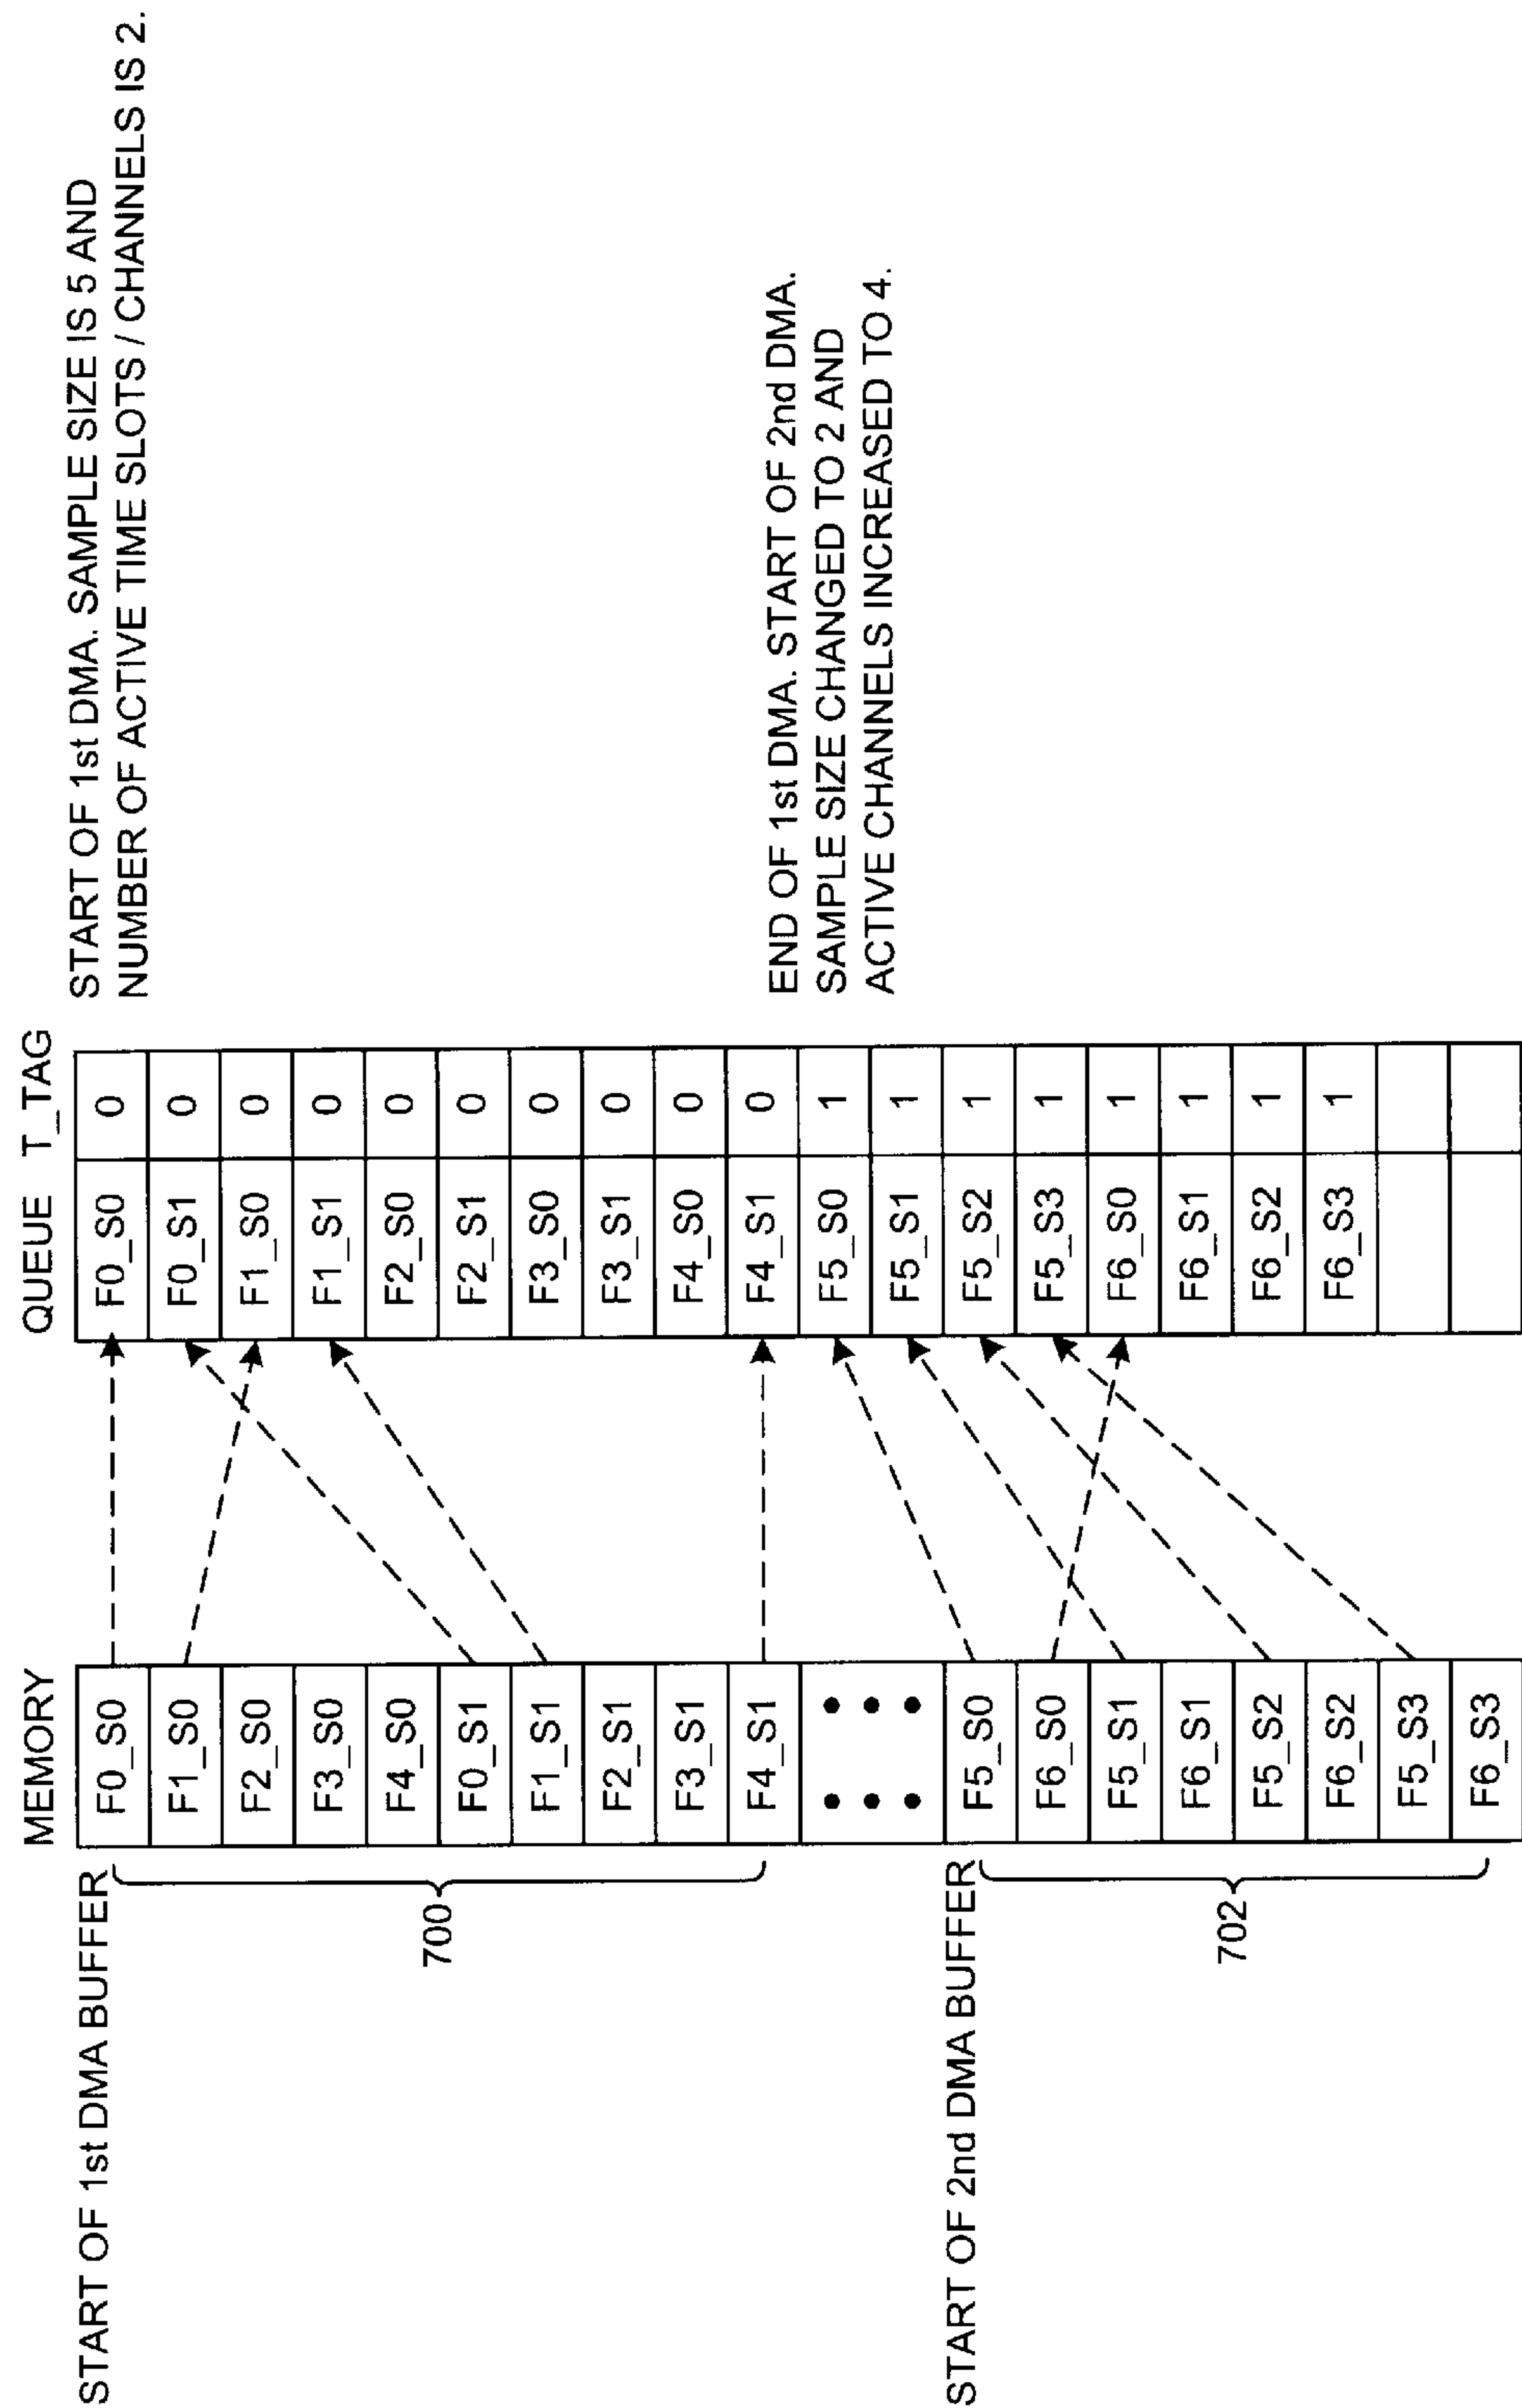 MEMORY
QUEUE T_TAG
START OF 1st DMA BUFFER
F0_S0
F1_S0
F2_S0
F3_S0
F4_S0
F0_S1
F1_S1
F2_S1
F3_S1
F4_S1
700
START OF 2nd DMA BUFFER
F5_S0
F6_S0
F5_S1
F6_S1
F5_S2
F6_S2
F5_S3
F6_S3
702
F0_S0 0
F0_S1 0
F1_S0 0
F1_S1 0
F2_S0 0
F2_S1 0
F3_S0 0
F3_S1 0
F4_S0 0
F4_S1 0
F5_S0 1
F5_S1 1
F5_S2 1
F5_S3 1
F6_S0 1
F6_S1 1
F6_S2 1
F6_S3 1
START OF 1st DMA. SAMPLE SIZE IS 5 AND
NUMBER OF ACTIVE TIME SLOTS / CHANNELS IS 2.
END OF 1st DMA. START OF 2nd DMA.
SAMPLE SIZE CHANGED TO 2 AND
ACTIVE CHANNELS INCREASED TO 4.